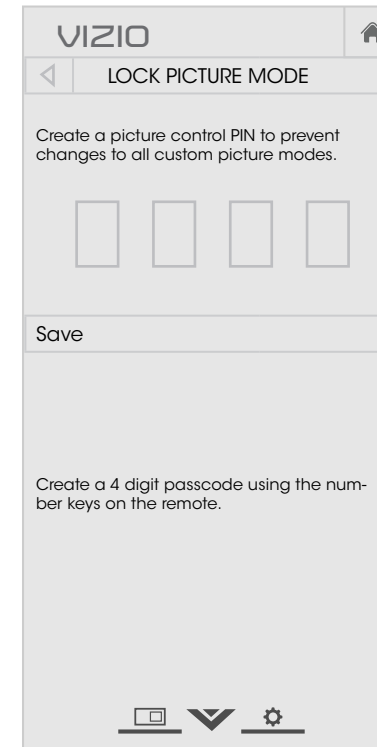 VIZIO
LOCK PICTURE MODE
Create a picture control PIN to prevent
changes to all custom picture modes.
Save
Create a 4 digit passcode using the num-
ber keys on the remote.